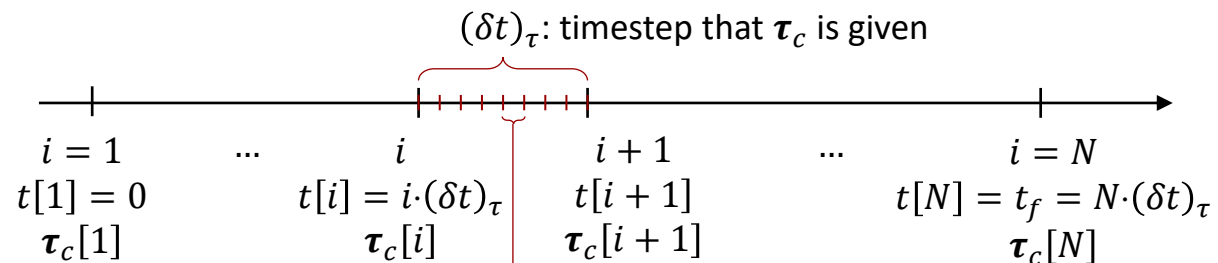 (δt)_τ: timestep that 𝝉_c is given
i = 1 ... i i + 1 ... i = N
t[1] = 0 t[i] = i·(δt)_τ t[i + 1] t[N] = t_f = N·(δt)_τ
𝝉_c[1] 𝝉_c[i] 𝝉_c[i + 1] 𝝉_c[N]